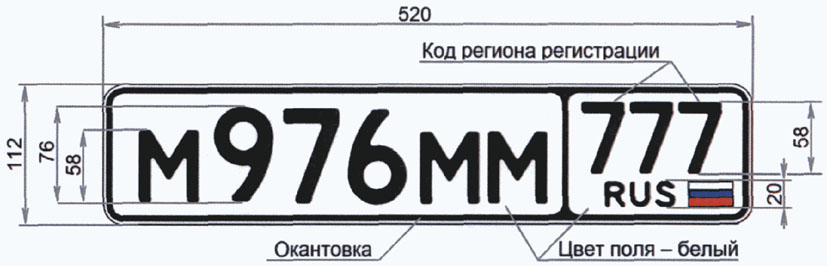 520
Код региона регистрации
112
76
58
М976ММ
777
RUS
58
20
Окантовка
Цвет поля – белый